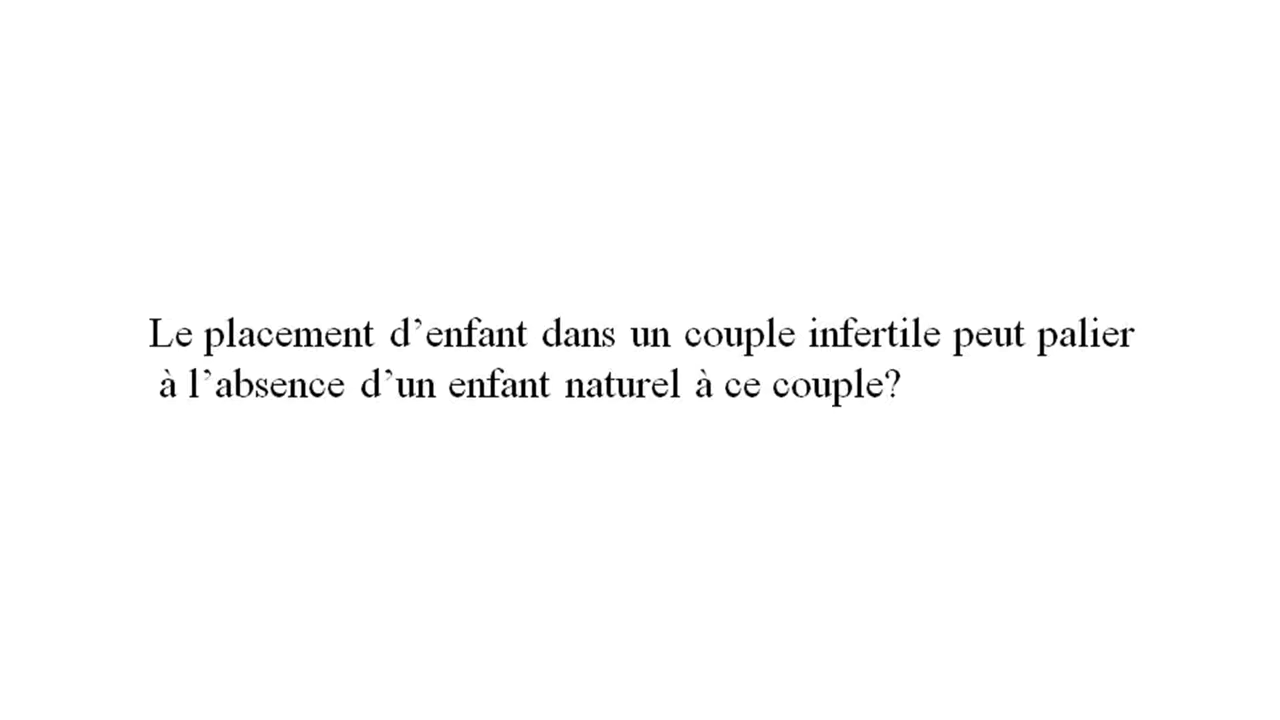 Le placement d’enfant dans un couple infertile peut palier
à l’absence d’un enfant naturel à ce couple?